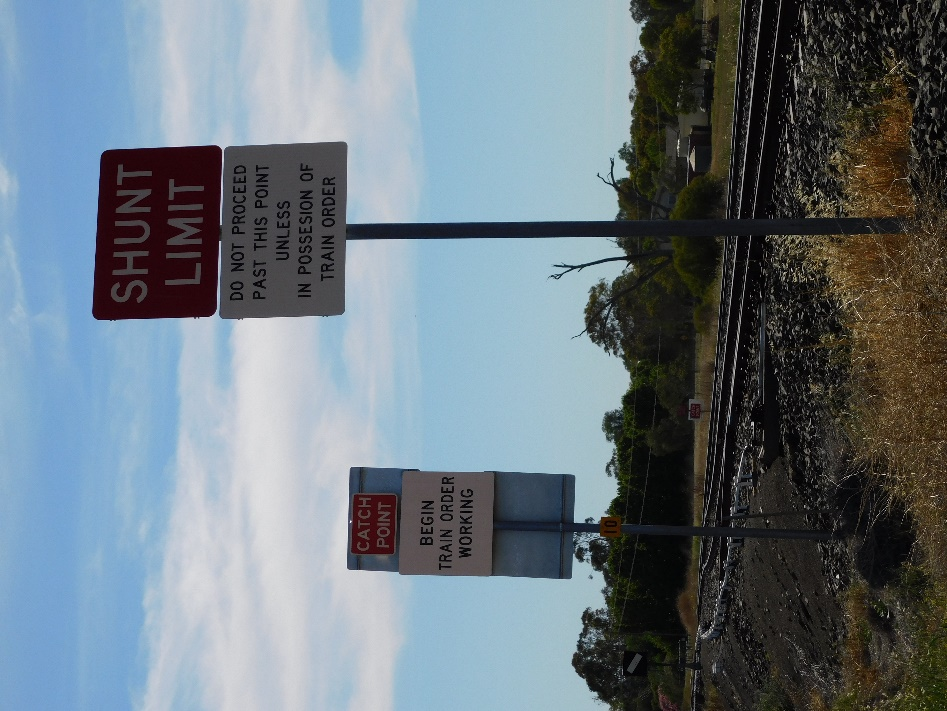 SHUNT
LIMIT
DO NOT PROCEED
PAST THIS POINT
UNLESS
IN POSSESION OF
TRAIN ORDER
CATCH
POINT
BEGIN
TRAIN ORDER
WORKING
10